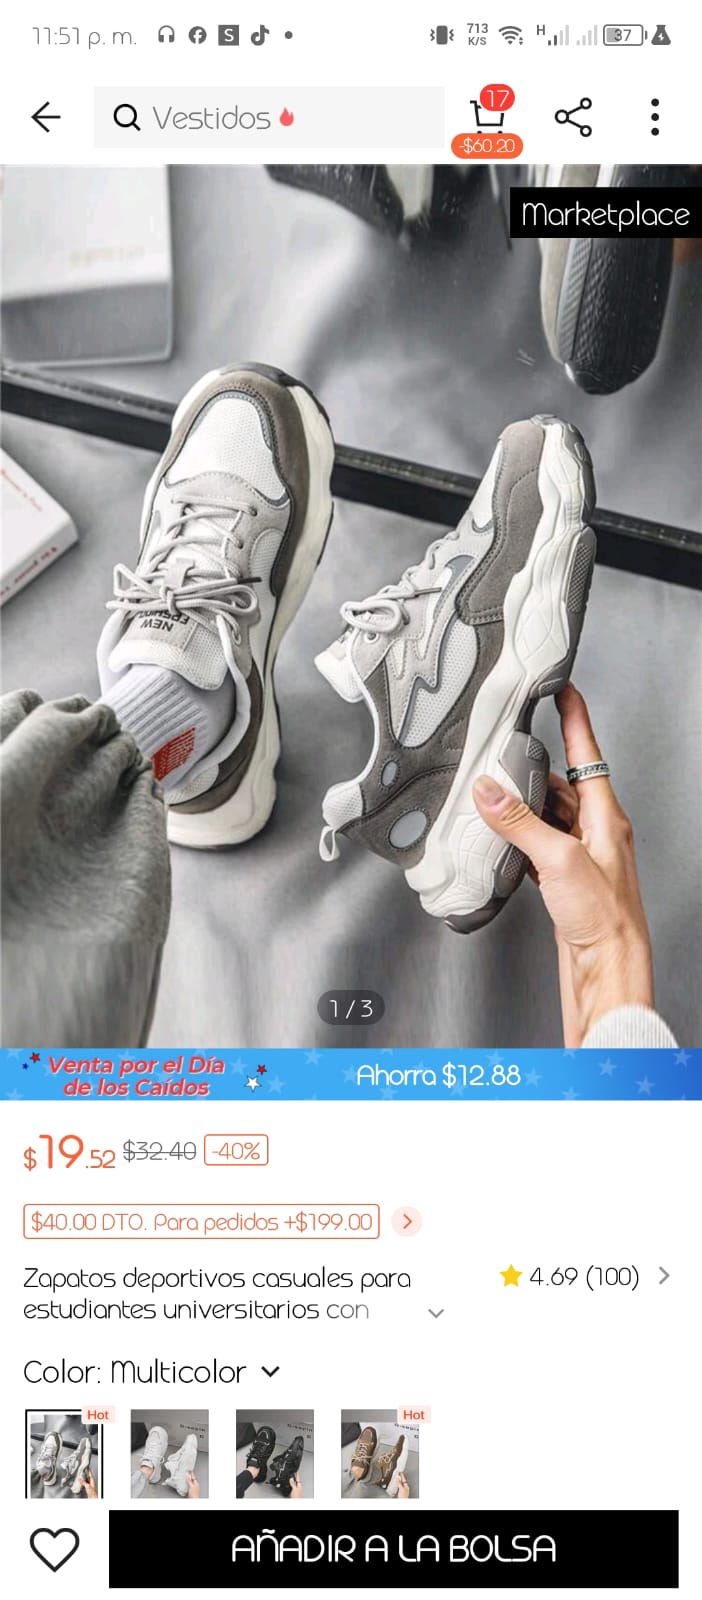 11:51 p. m.
713
K/S
H
37
Vestidos
17
-$60.20
Marketplace
NEW
1 / 3
Venta por el Día
de los Caídos
Ahorra $12.88
$19.52 $32.40 -40%
$40.00 DTO. Para pedidos +$199.00
Zapatos deportivos casuales para
estudiantes universitarios con
4.69 (100)
Color: Multicolor
Hot
Hot
AÑADIR A LA BOLSA